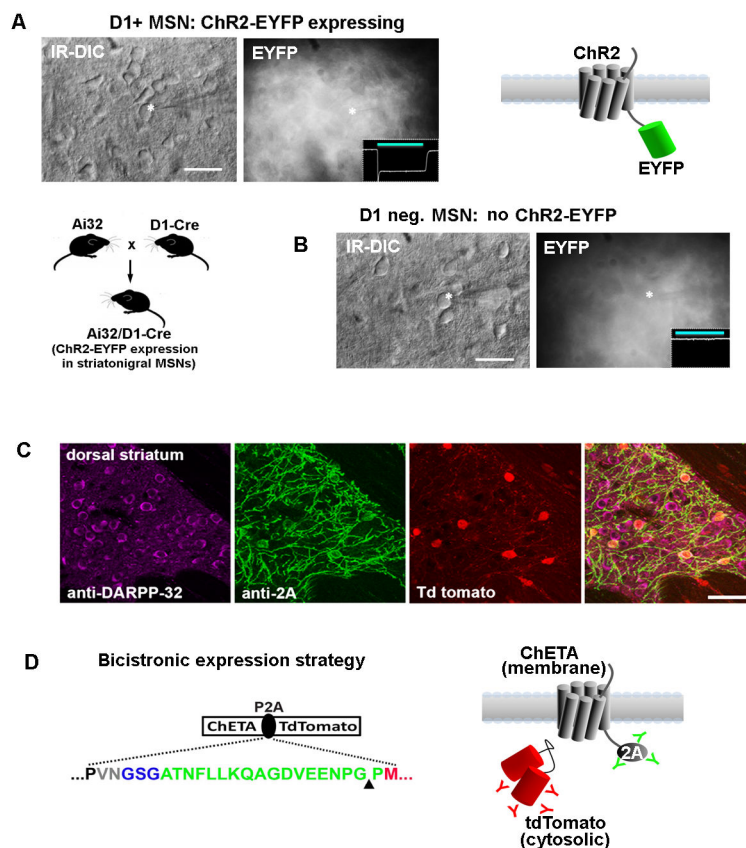 A
D1+ MSN: ChR2-EYFP expressing
IR-DIC
EYFP
ChR2
EYFP
Ai32
D1-Cre
x
Ai32/D1-Cre
(ChR2-EYFP expression
in striatonigral MSNs)
D1 neg. MSN: no ChR2-EYFP
B
IR-DIC
EYFP
*
*
*
*
C
dorsal striatum
anti-DARPP-32
anti-2A
Td tomato
D
Bicistronic expression strategy
P2A
ChETA
TdTomato
...PVNGSGATNFLLKQAGDVEENPGPM...
ChETA
(membrane)
2A
tdTomato
(cytosolic)